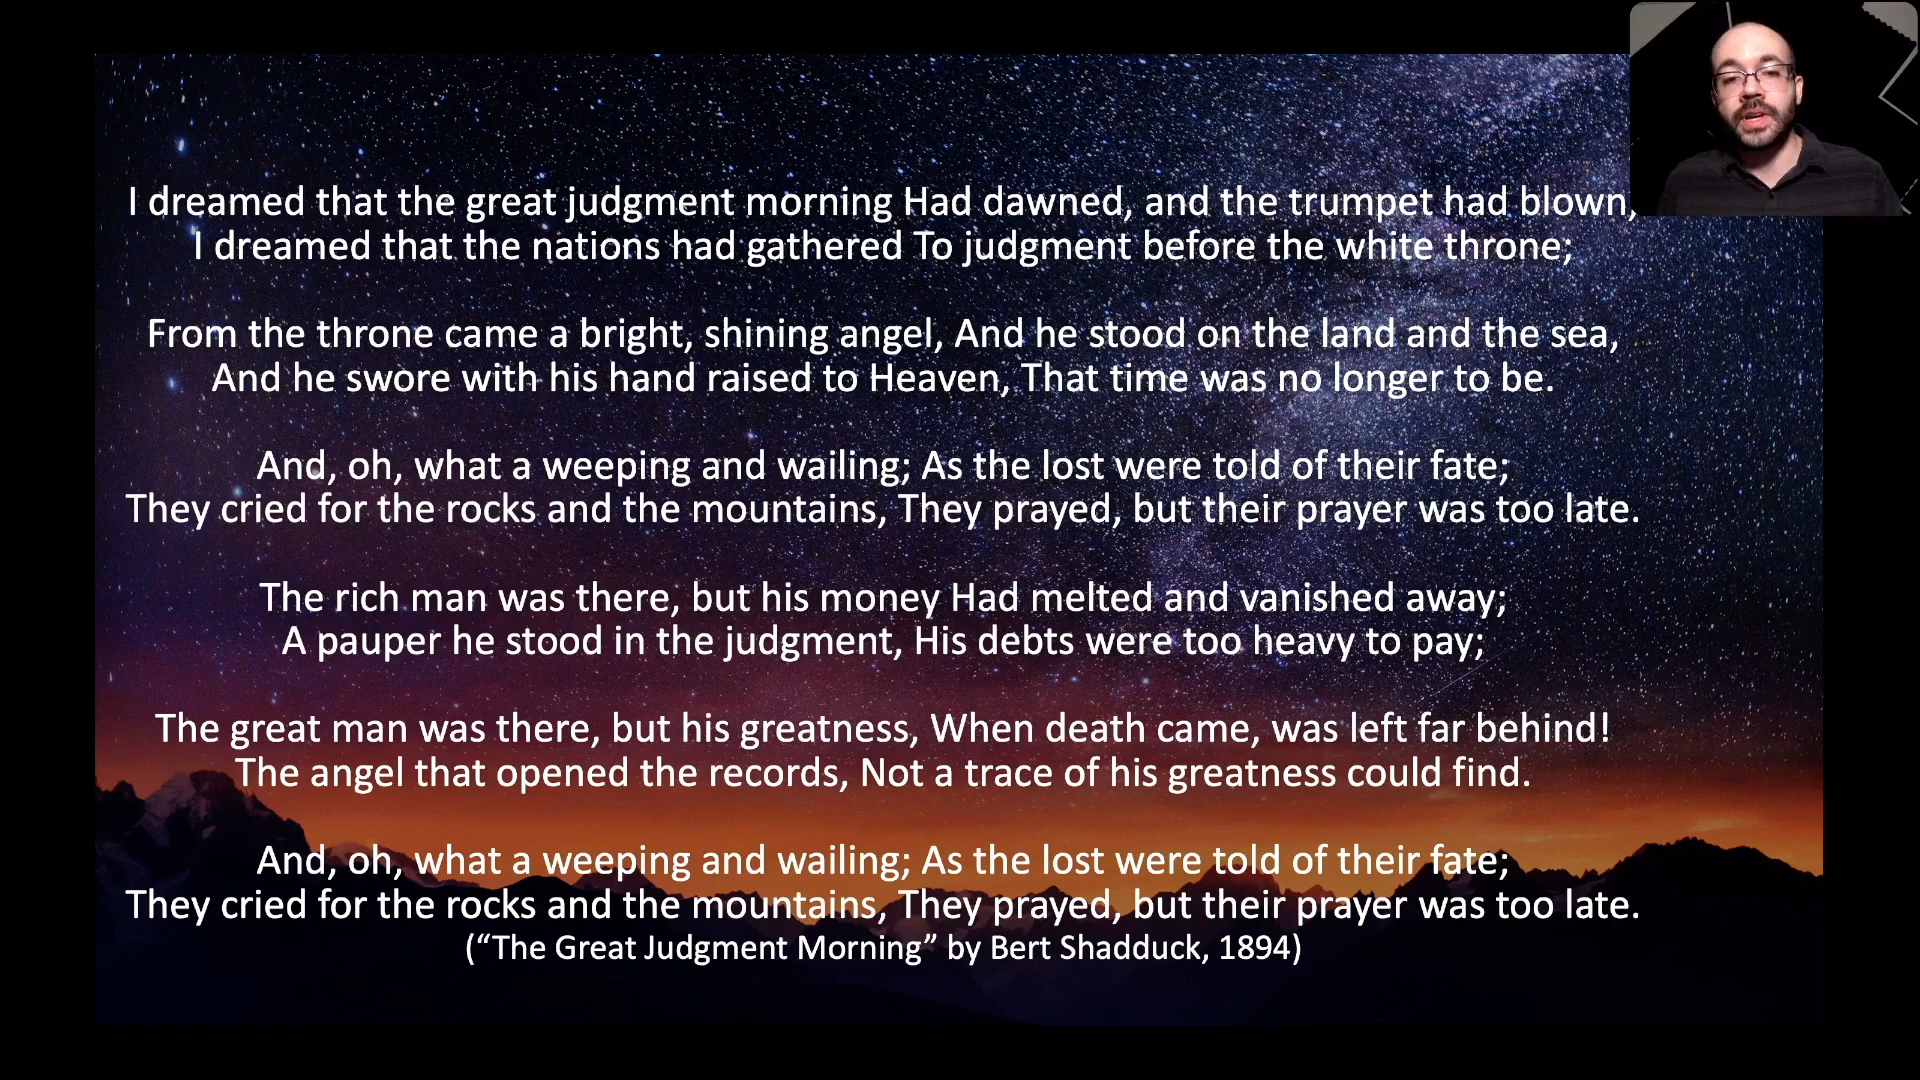 I dreamed that the great judgment morning Had dawned, and the trumpet had blown,
I dreamed that the nations had gathered To judgment before the white throne;
From the throne came a bright, shining angel, And he stood on the land and the sea,
And he swore with his hand raised to Heaven, That time was no longer to be.
And, oh, what a weeping and wailing; As the lost were told of their fate;
They cried for the rocks and the mountains, They prayed, but their prayer was too late.
The rich man was there, but his money Had melted and vanished away;
A pauper he stood in the judgment, His debts were too heavy to pay;
The great man was there, but his greatness, When death came, was left far behind!
The angel that opened the records, Not a trace of his greatness could find.
And, oh, what a weeping and wailing; As the lost were told of their fate;
They cried for the rocks and the mountains, They prayed, but their prayer was too late.
(“The Great Judgment Morning” by Bert Shadduck, 1894)